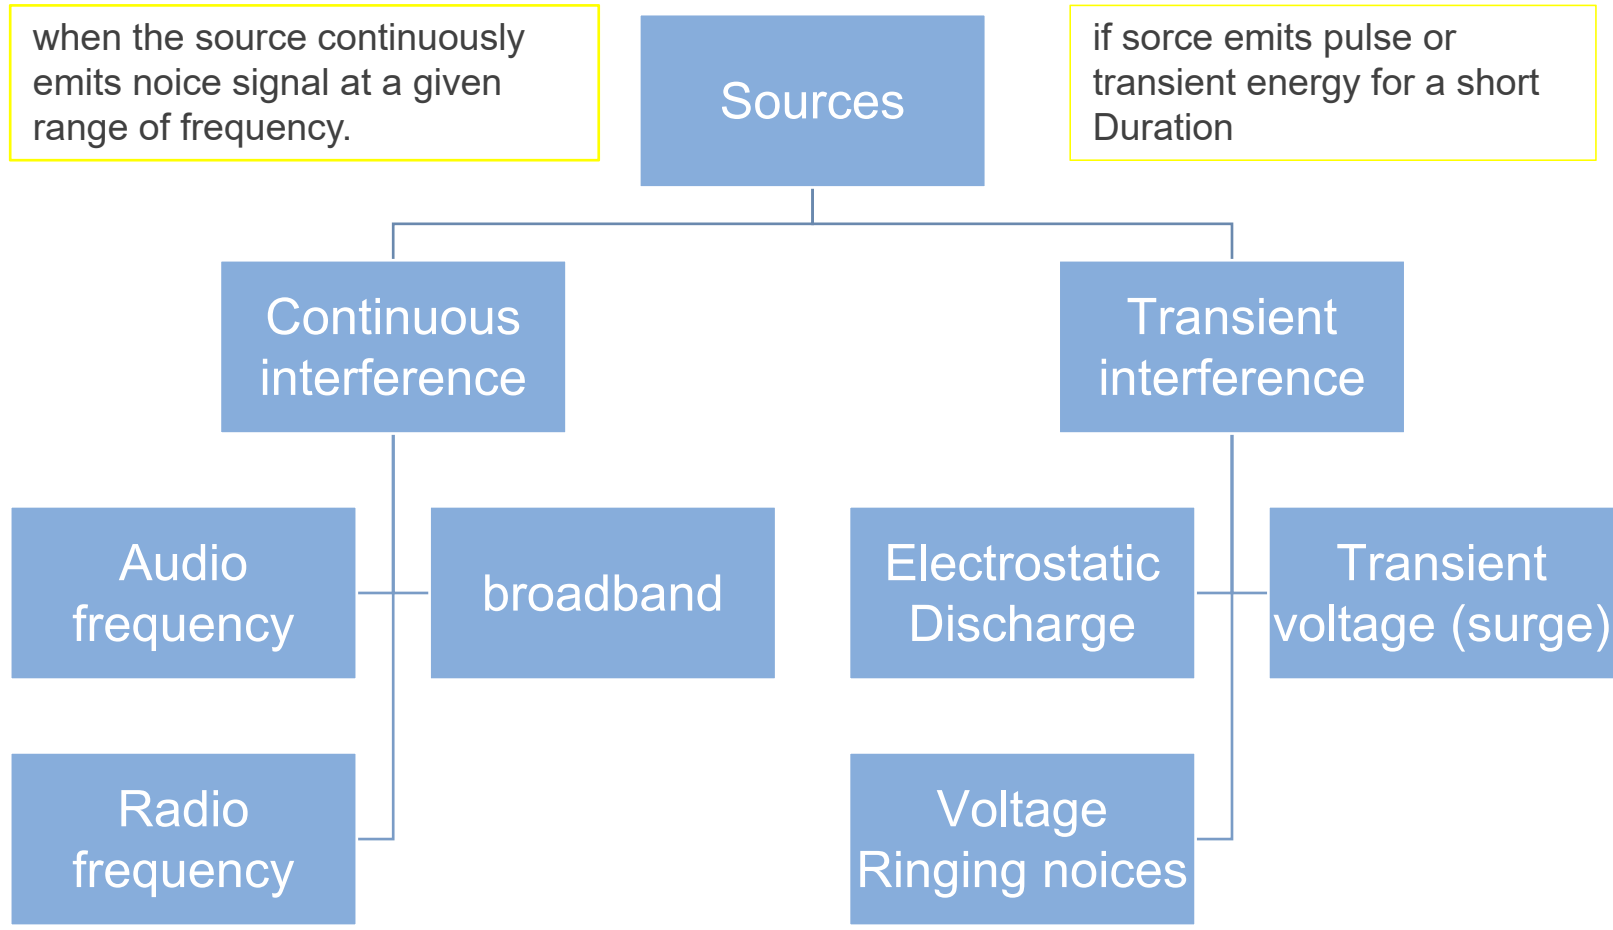 when the source continuously
emits noice signal at a given
range of frequency.
Sources
if sorce emits pulse or
transient energy for a short
Duration
Continuous
interference
Transient
interference
Audio
frequency
broadband
Electrostatic
Discharge
Transient
voltage (surge)
Radio
frequency
Voltage
Ringing noices